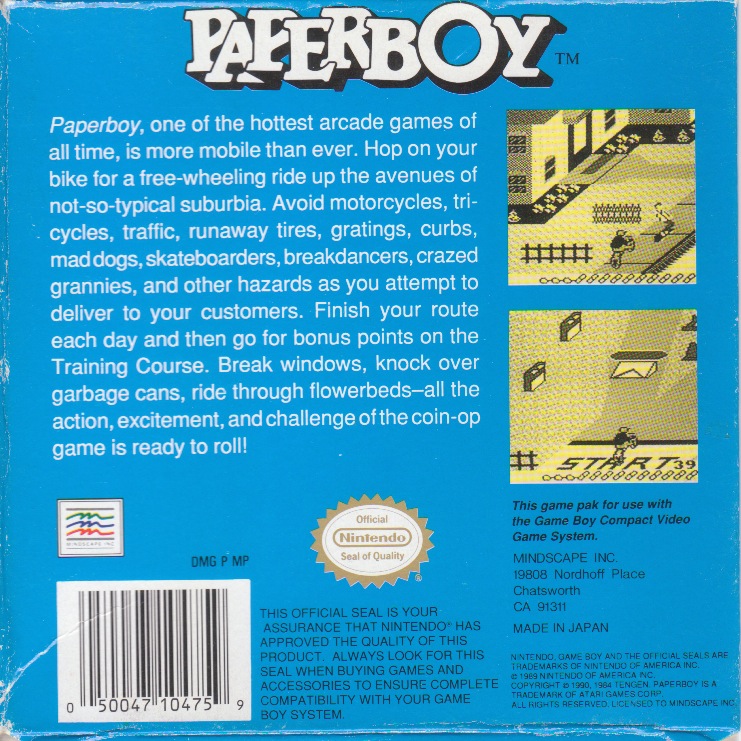 PAPERBOY™
Paperboy, one of the hottest arcade games of
all time, is more mobile than ever. Hop on your
bike for a free-wheeling ride up the avenues of
not-so-typical suburbia. Avoid motorcycles, tri-
cycles, traffic, runaway tires, gratings, curbs,
mad dogs, skateboarders, breakdancers, crazed
grannies, and other hazards as you attempt to
deliver to your customers. Finish your route
each day and then go for bonus points on the
Training Course. Break windows, knock over
garbage cans, ride through flowerbeds—all the
action, excitement, and challenge of the coin-op
game is ready to roll!
START 39
This game pak for use with
the Game Boy Compact Video
Game System.
MINDSCAPE INC.
19808 Nordhoff Place
Chatsworth
CA 91311
MADE IN JAPAN
NINTENDO, GAME BOY AND THE OFFICIAL SEALS ARE
TRADEMARKS OF NINTENDO OF AMERICA INC.
© 1989 NINTENDO OF AMERICA INC.
COPYRIGHT © 1990, 1984 TENGEN. PAPERBOY IS A
TRADEMARK OF ATARI GAMES CORP.
ALL RIGHTS RESERVED. LICENSED TO MINDSCAPE INC.
MINDSCAPE INC.
DMG P MP
Official
Nintendo
Seal of Quality
®
THIS OFFICIAL SEAL IS YOUR
ASSURANCE THAT NINTENDO® HAS
APPROVED THE QUALITY OF THIS
PRODUCT. ALWAYS LOOK FOR THIS
SEAL WHEN BUYING GAMES AND
ACCESSORIES TO ENSURE COMPLETE
COMPATIBILITY WITH YOUR GAME
BOY SYSTEM.
0 50047 10475 9